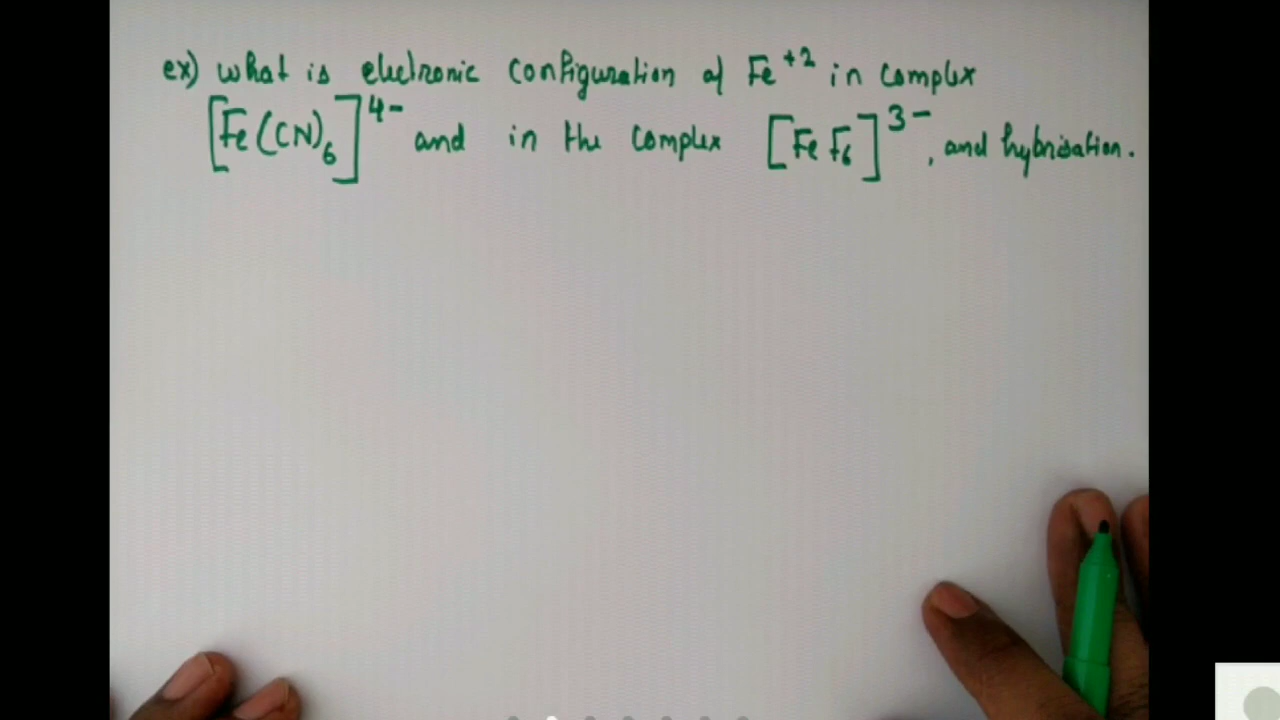 ex) what is electronic configuration of Fe⁺² in complex
[Fe(CN)₆]⁴⁻ and in the complex [FeF₆]³⁻, and hybrisation.